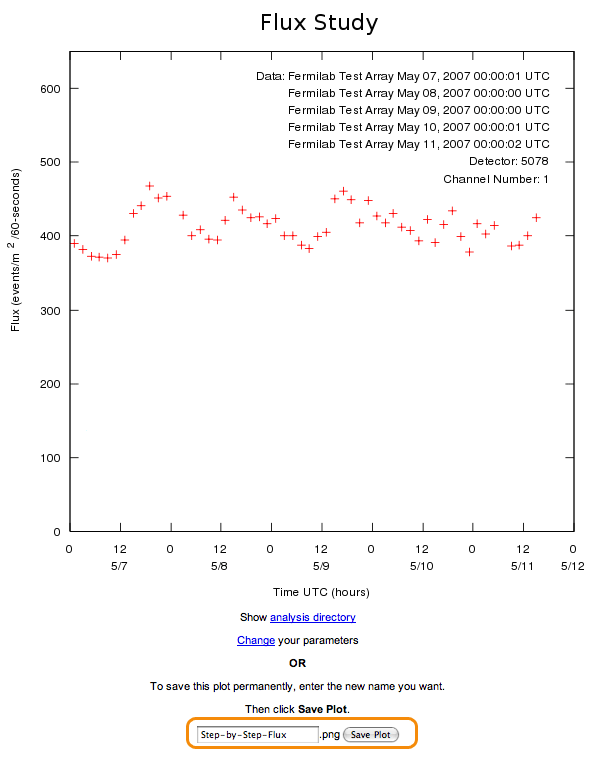 Flux Study
600
500
400
300
200
100
0
Flux (events/m 2 /60-seconds)
Data: Fermilab Test Array May 07, 2007 00:00:01 UTC
Fermilab Test Array May 08, 2007 00:00:00 UTC
Fermilab Test Array May 09, 2007 00:00:00 UTC
Fermilab Test Array May 10, 2007 00:00:01 UTC
Fermilab Test Array May 11, 2007 00:00:02 UTC
Detector: 5078
Channel Number: 1
0 12 0 12 0 12 0 12 0 12 0
5/7 5/8 5/9 5/10 5/11 5/12
Time UTC (hours)
Show analysis directory
Change your parameters
OR
To save this plot permanently, enter the new name you want.
Then click Save Plot.
Step-by-Step-Flux .png Save Plot